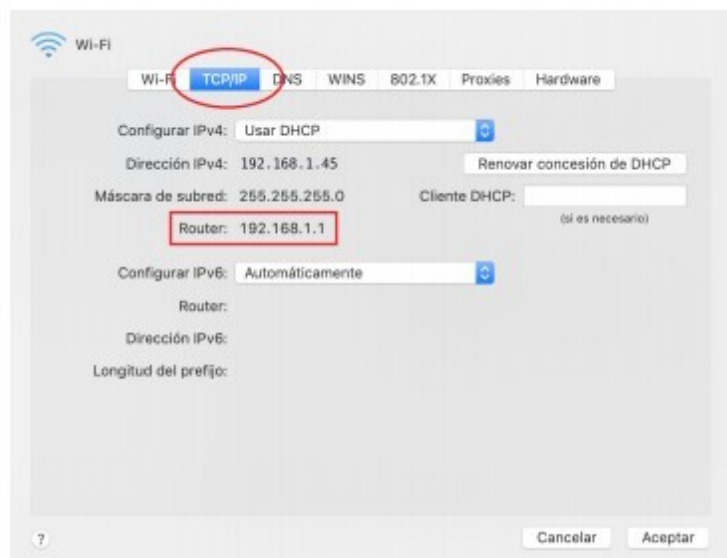 Wi-Fi
Wi-Fi TCP/IP DNS WINS 802.1X Proxies Hardware
Configurar IPv4: Usar DHCP
Dirección IPv4: 192.168.1.45 Renovar concesión de DHCP
Máscara de subred: 255.255.255.0 Cliente DHCP:
(si es necesario)
Router: 192.168.1.1
Configurar IPv6: Automáticamente
Router:
Dirección IPv6:
Longitud del prefijo:
? Cancelar Aceptar